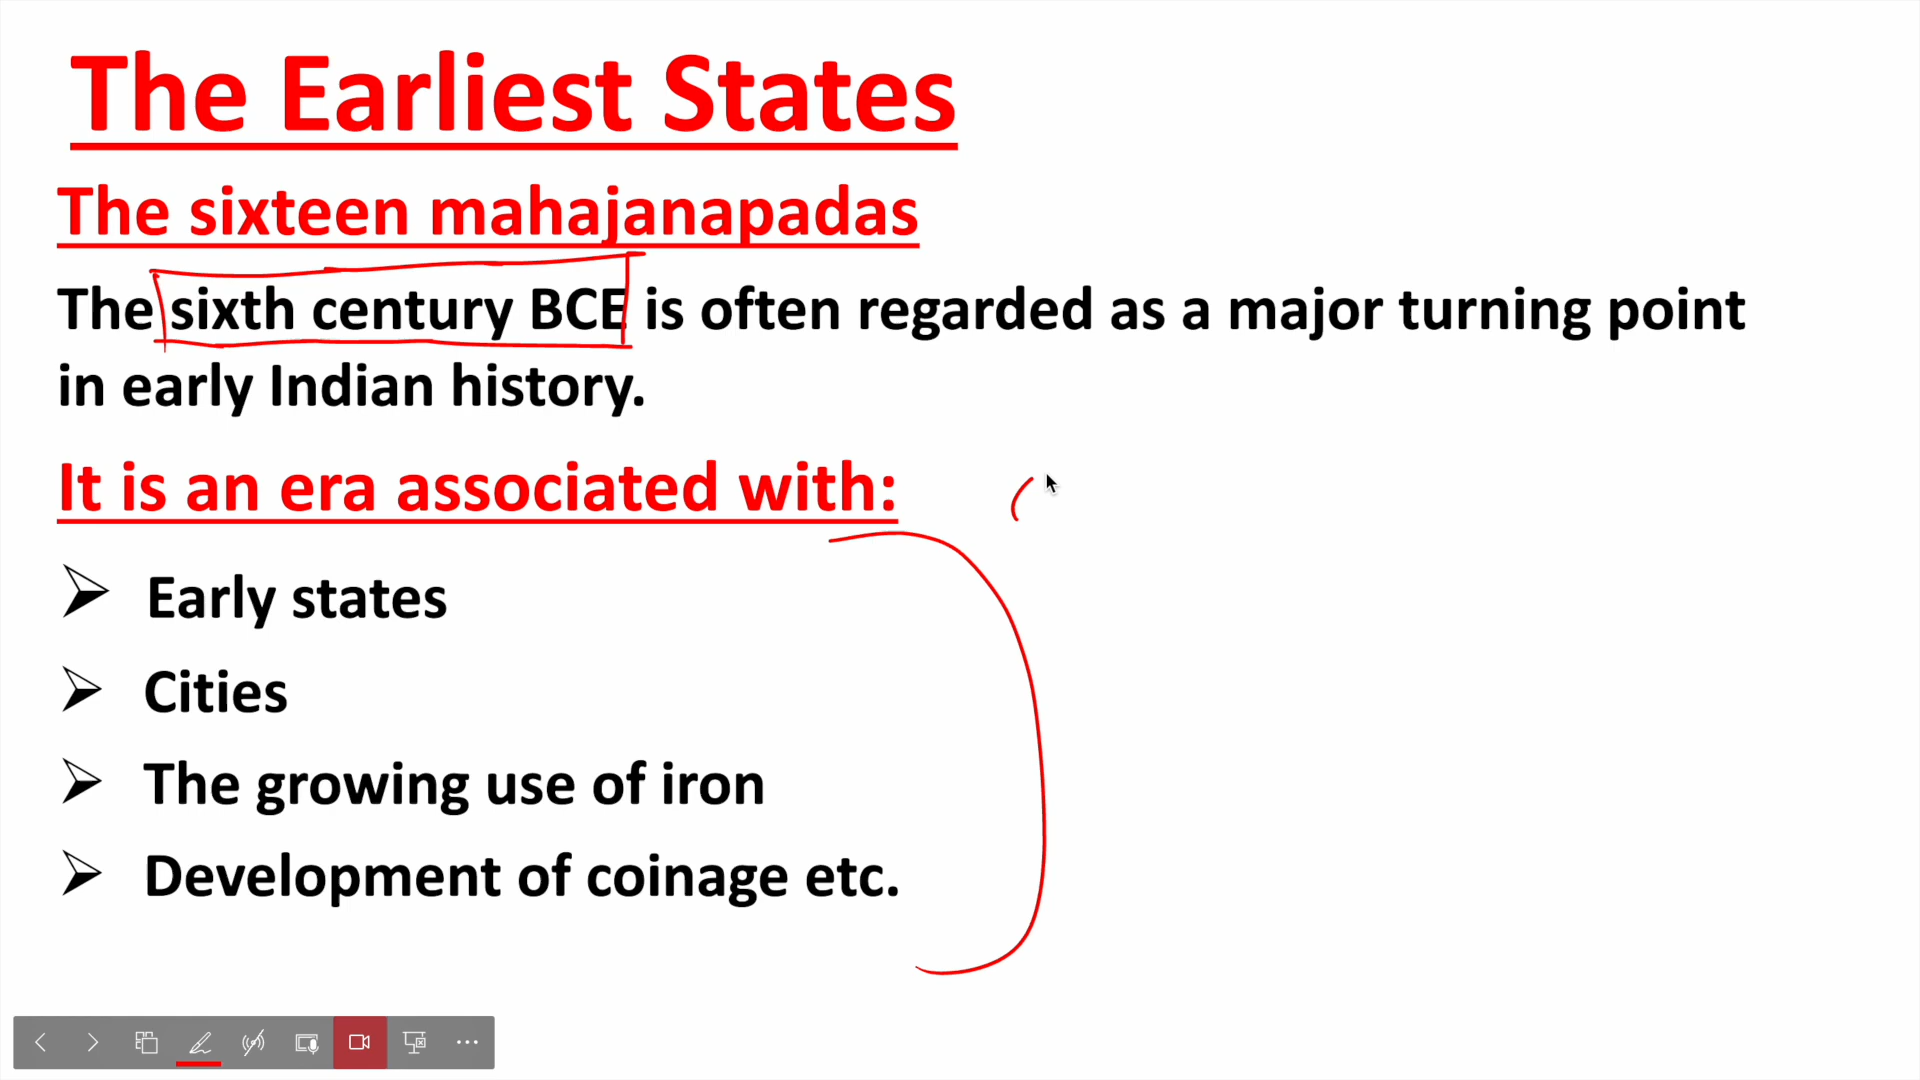 The Earliest States
The sixteen mahajanapadas
The sixth century BCE is often regarded as a major turning point
in early Indian history.
It is an era associated with:
➢ Early states
➢ Cities
➢ The growing use of iron
➢ Development of coinage etc.